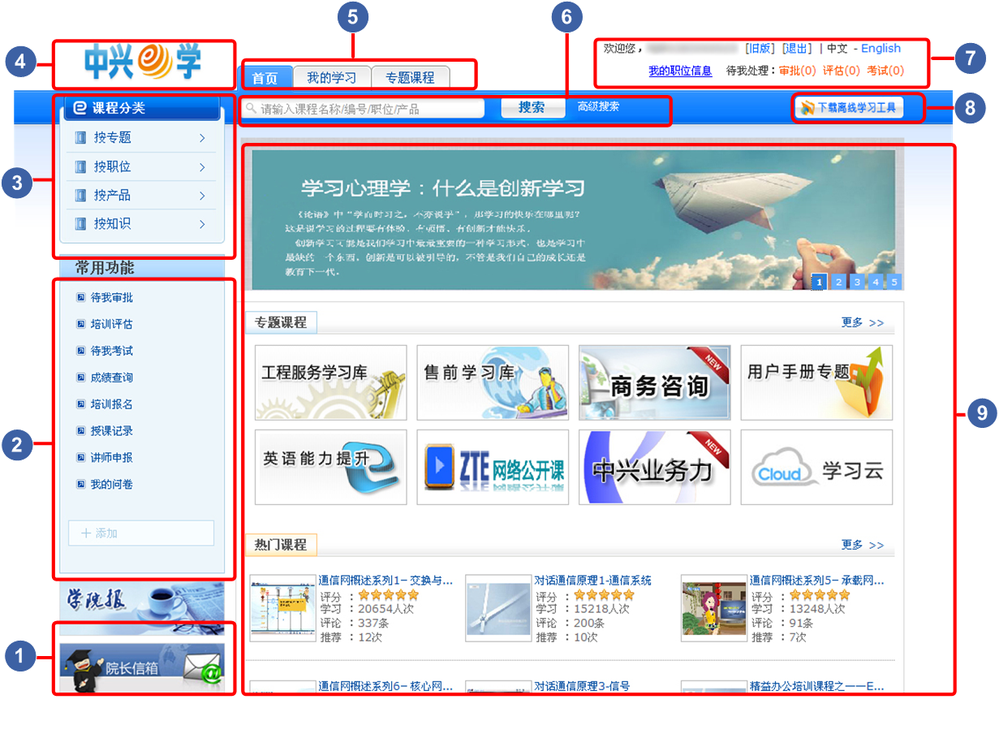 5
6
4
中兴e学
欢迎您， [旧版] [退出] | 中文 - English
7
首页 我的学习 专题课程
我的职位信息 待我处理：审批(0) 评估(0) 考试(0)
课程分类
请输入课程名称/编号/职位/产品 搜索 高级搜索
下载离线学习工具
8
3
按专题
按职位
按产品
按知识
学习心理学：什么是创新学习
《论语》中“学而时习之，不亦说乎”，那学习的快乐在哪里呢？
这是说学习的过程要有体验、有领悟、有创新才能快乐。
创新学习可能是我们学习中最最重要的一种学习形式，也是学习中
最缺的一个东西，创新是可以被引导的，不管是我们自己的成长还是
教育下一代。
1 2 3 4 5
常用功能
2
待我审批
培训评估
待我考试
成绩查询
培训报名
授课记录
讲师申报
我的问卷
+ 添加
学院报
1
院长信箱
9
专题课程 更多 >>
工程服务学习库 售前学习库 商务咨询 NEW 用户手册专题
英语能力提升 ZTE网络公开课 中兴业务力 NEW Cloud 学习云
热门课程 更多 >>
通信网概述系列1-交换与...
评分 ：
学习 ：20654人次
评论 ：337条
推荐 ：12次
对话通信原理1-通信系统
评分 ：
学习 ：15218人次
评论 ：200条
推荐 ：10次
通信网概述系列5-承载网...
评分 ：
学习 ：13248人次
评论 ：91条
推荐 ：7次
通信网概述系列6-核心网... 对话通信原理3-信号 精益办公培训课程之一一E...